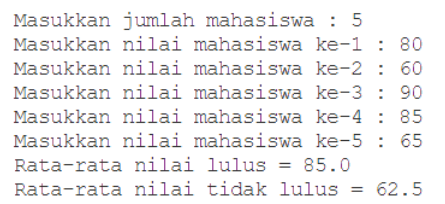 Masukkan jumlah mahasiswa : 5
Masukkan nilai mahasiswa ke-1 : 80
Masukkan nilai mahasiswa ke-2 : 60
Masukkan nilai mahasiswa ke-3 : 90
Masukkan nilai mahasiswa ke-4 : 85
Masukkan nilai mahasiswa ke-5 : 65
Rata-rata nilai lulus = 85.0
Rata-rata nilai tidak lulus = 62.5